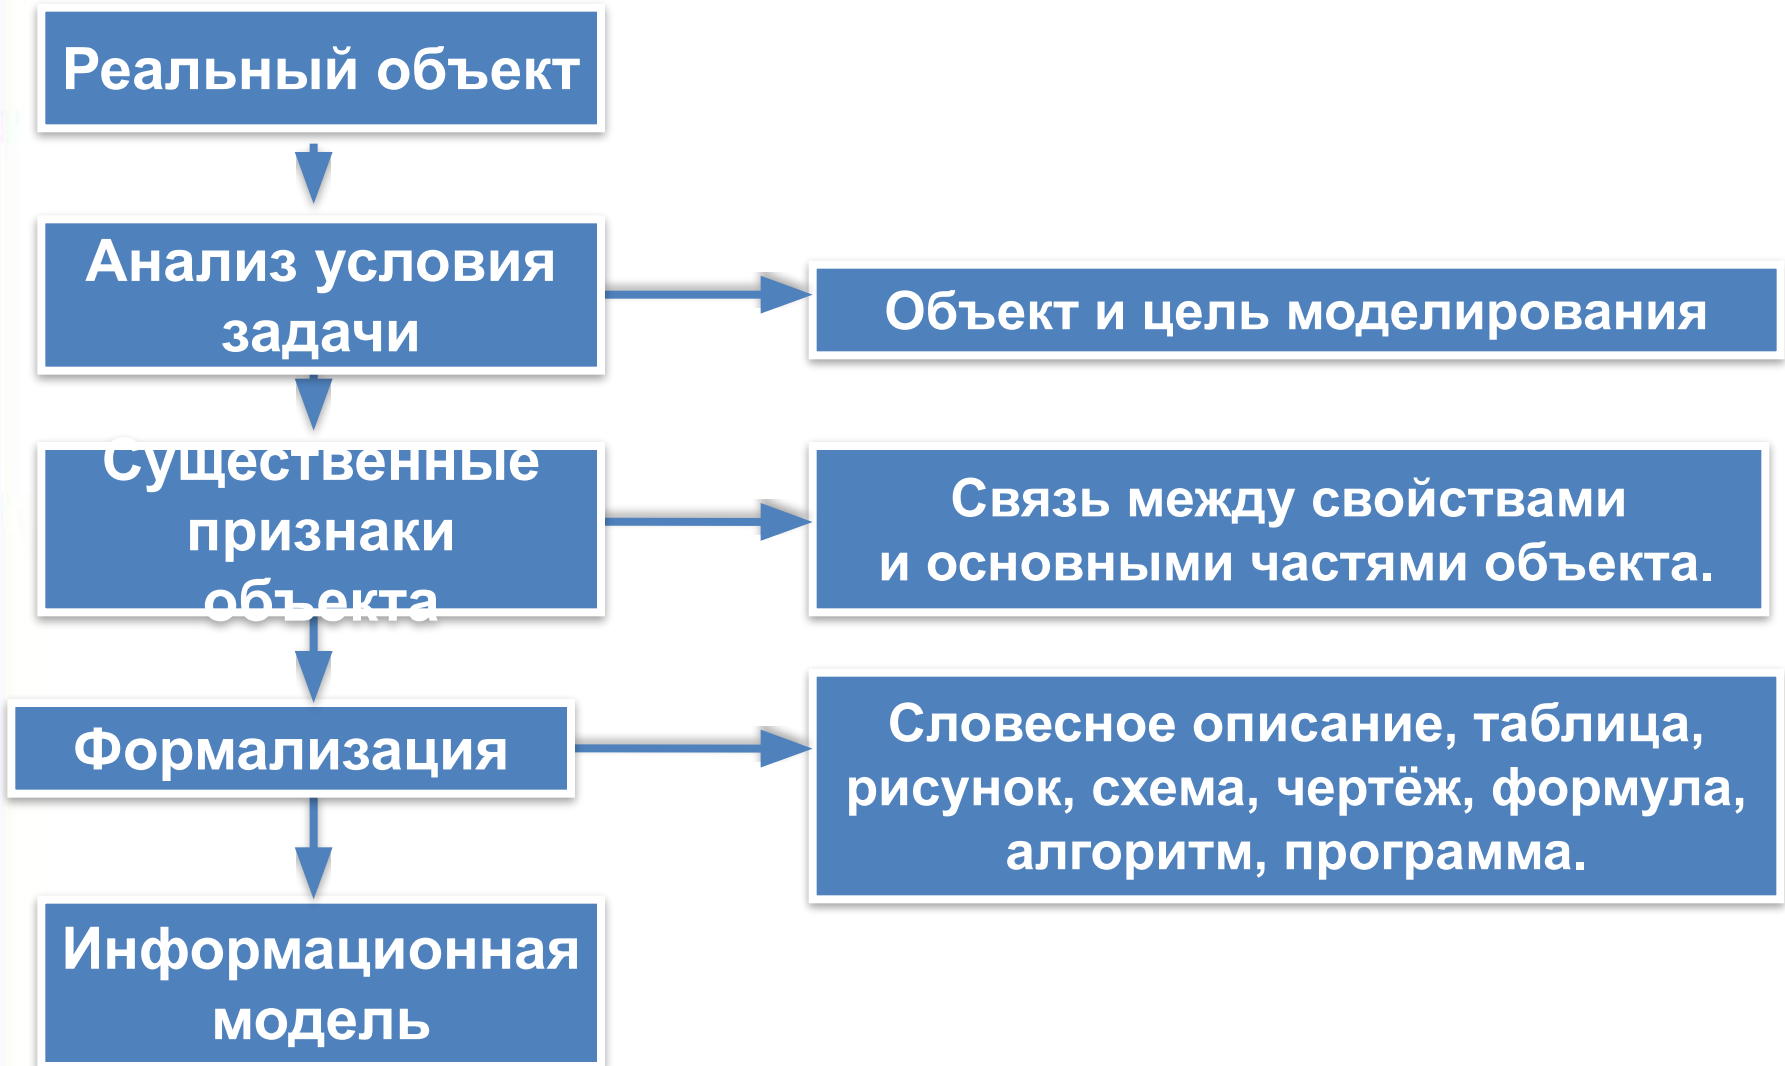 Реальный объект
Анализ условия
задачи
Объект и цель моделирования
Существенные
признаки
объекта
Связь между свойствами
и основными частями объекта.
Формализация
Словесное описание, таблица,
рисунок, схема, чертёж, формула,
алгоритм, программа.
Информационная
модель